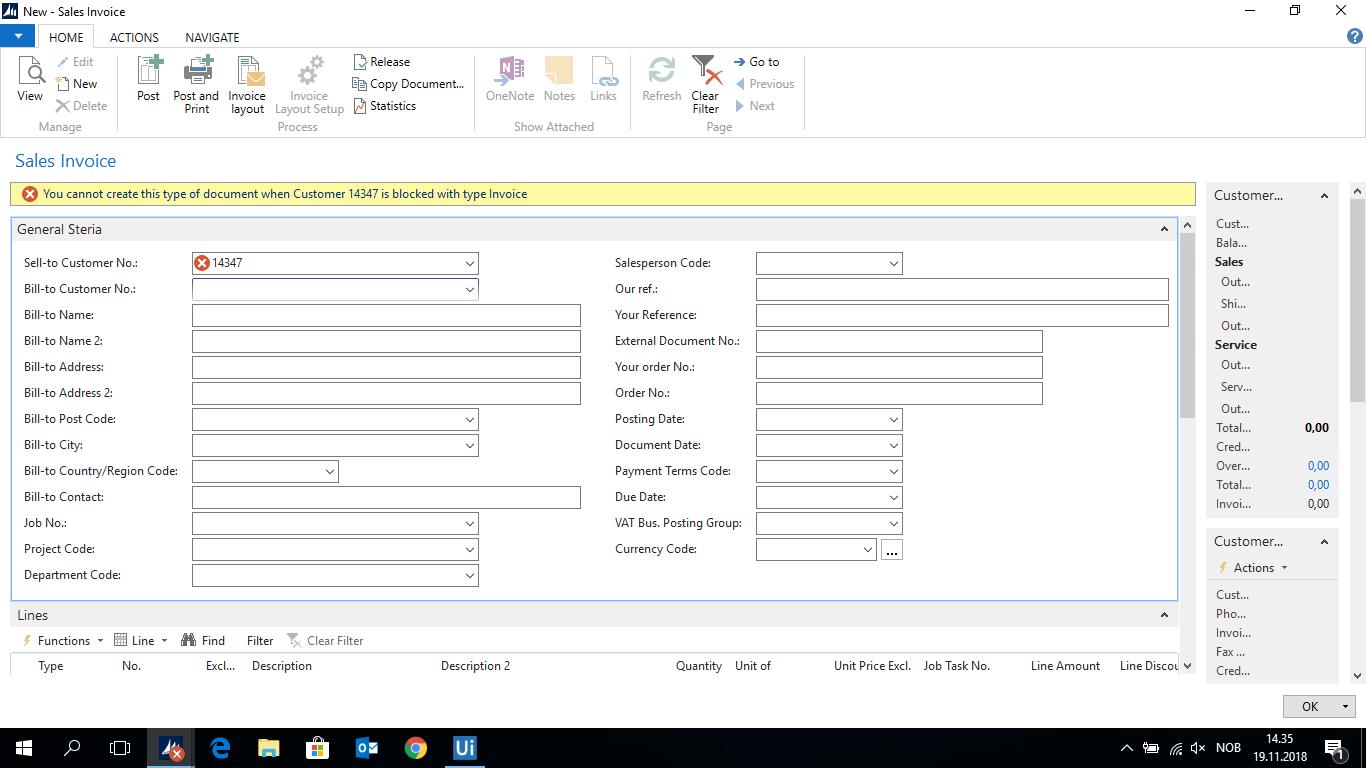 New - Sales Invoice
HOME ACTIONS NAVIGATE
View Edit New Delete
Manage
Post Post and Print Invoice layout Invoice Layout Setup Release Copy Document... Statistics
Process
OneNote Notes Links
Show Attached
Refresh Clear Filter Go to Previous Next
Page
Sales Invoice
You cannot create this type of document when Customer 14347 is blocked with type Invoice
General Steria
Sell-to Customer No.: 14347 Salesperson Code:
Bill-to Customer No.: Our ref.:
Bill-to Name: Your Reference:
Bill-to Name 2: External Document No.:
Bill-to Address: Your order No.:
Bill-to Address 2: Order No.:
Bill-to Post Code: Posting Date:
Bill-to City: Document Date:
Bill-to Country/Region Code: Payment Terms Code:
Bill-to Contact: Due Date:
Job No.: VAT Bus. Posting Group:
Project Code: Currency Code: ...
Department Code:
Lines
Functions Line Find Filter Clear Filter
Type No. Excl... Description Description 2 Quantity Unit of Unit Price Excl. Job Task No. Line Amount Line Discou
Customer...
Cust...
Bala...
Sales
Out...
Shi...
Out...
Service
Out...
Serv...
Out...
Total... 0,00
Cred...
Over... 0,00
Total... 0,00
Invoi... 0,00
Customer...
Actions
Cust...
Pho...
Invoi...
Fax ...
Cred...
OK
Ui NOB 14.35
19.11.2018
1